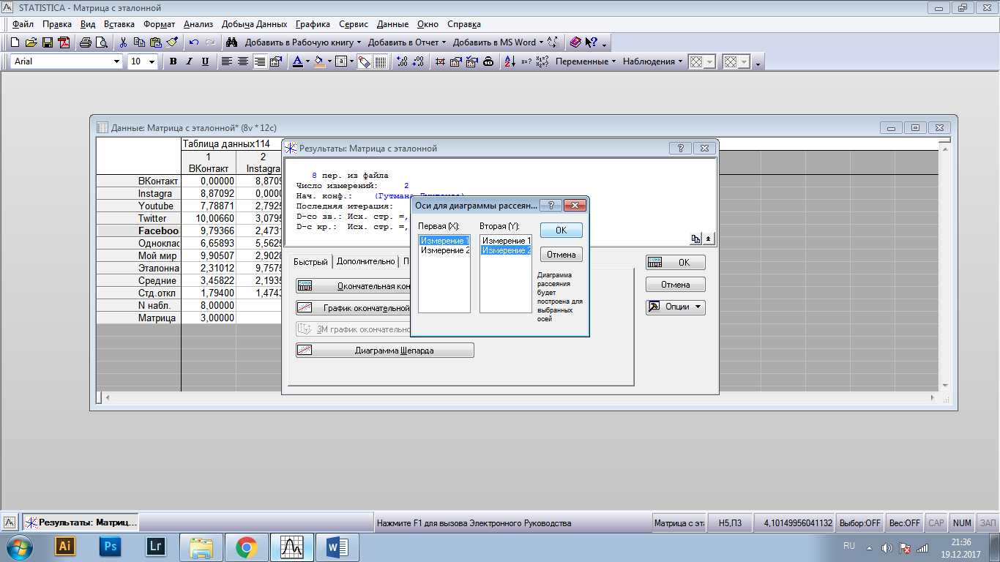 STATISTICA - Матрица с эталонной
Файл Правка Вид Вставка Формат Анализ Добыча Данных Графика Сервис Данные Окно Справка
Добавить в Рабочую книгу Добавить в Отчет Добавить в MS Word
Arial 10 B I U Переменные Наблюдения
Данные: Матрица с эталонной* (8v * 12c)
Таблица данных114
1 2
ВКонтакт Instagra
ВКонтакт 0,00000 8,8709
Instagra 8,87092 0,0000
Youtube 7,78871 2,7925
Twitter 10,00660 3,0795
Faceboo 9,79366 2,4731
Одноклас 6,65893 5,5625
Мой мир 9,90507 2,9028
Эталонна 2,31012 9,7575
Средние 3,45822 2,1935
Стд.откл 1,79400 1,4743
N набл. 8,00000
Матрица 3,00000
Результаты: Матрица с эталонной
8 пер. из файла
Число измерений: 2
Нач. конф.: (Гутмана
Последняя итерация:
D-со зв.: Исх. стр. =,
D-с кр.: Исх. стр. =,
Быстрый Дополнительно П
Окончательная кон
График окончательной
3М график окончательно
Диаграмма Шепарда
OK
Отмена
Опции
Оси для диаграммы рассеян...
Первая (X): Вторая (Y):
Измерение 1 Измерение 1
Измерение 2 Измерение 2
OK
Отмена
Диаграмма
рассеяния
будет
построена для
выбранных
осей
Результаты: Матриц... Нажмите F1 для вызова Электронного Руководства Матрица с эта H5,П3 4,10149956041132 Выбор:OFF Вес:OFF CAP NUM ЗАП
Ai Ps Lr W RU 21:36
19.12.2017